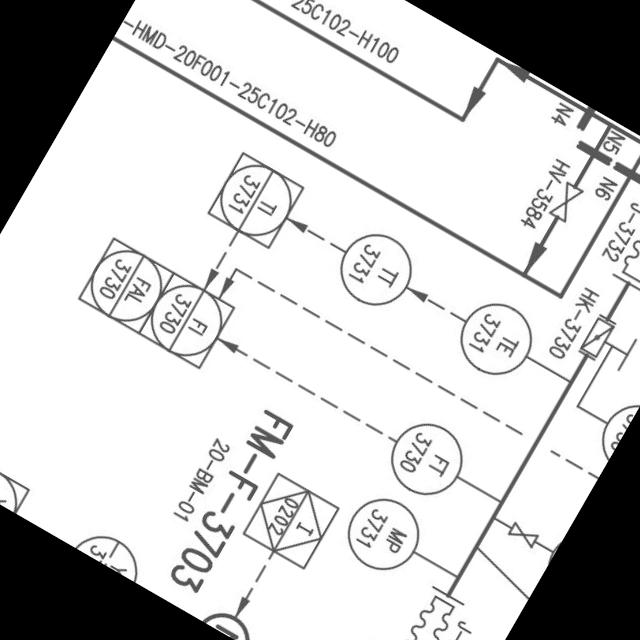 25C102-H100
-HMD-20F001-25C102-H80
N4
N5
N6
HV-3584
-3732
HK-3730
TI
3731
TT
3731
TE
3731
FAL
3730
FI
3730
FT
3730
MP
3731
I
0202
FM-F-3703
20-BM-01